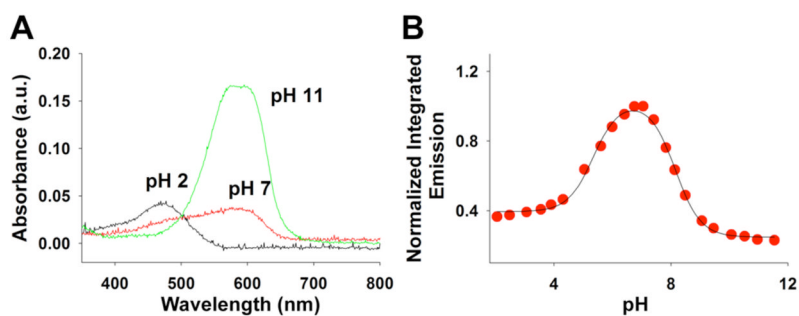 A
Absorbance (a.u.)
0.20
0.15
0.10
0.05
0.00
pH 11
pH 2
pH 7
400
500
600
700
800
Wavelength (nm)
B
Normalized Integrated
Emission
1.2
0.8
0.4
4
8
12
pH